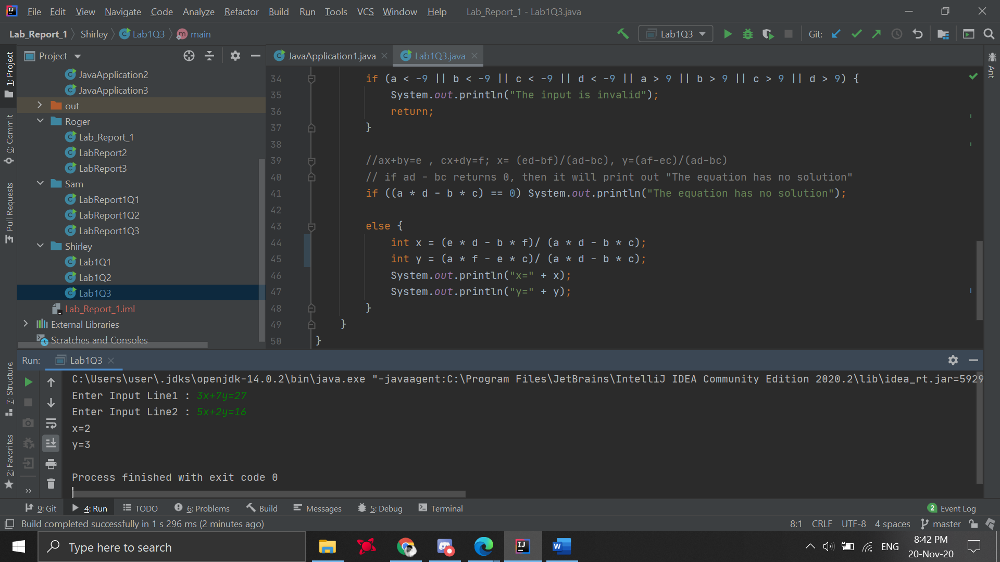 File Edit View Navigate Code Analyze Refactor Build Run Tools VCS Window Help Lab_Report_1 - Lab1Q3.java
Lab_Report_1 Shirley Lab1Q3 main Lab1Q3 Git:
1: Project
0: Commit
Pull Requests
7: Structure
2: Favorites
Project
JavaApplication2
JavaApplication3
out
Roger
Lab_Report_1
LabReport2
LabReport3
Sam
LabReport1Q1
LabReport1Q2
LabReport1Q3
Shirley
Lab1Q1
Lab1Q2
Lab1Q3
Lab_Report_1.iml
External Libraries
Scratches and Consoles
JavaApplication1.java Lab1Q3.java
34 if (a < -9 || b < -9 || c < -9 || d < -9 || a > 9 || b > 9 || c > 9 || d > 9) {
35 System.out.println("The input is invalid");
36 return;
37 }
38
39 //ax+by=e , cx+dy=f; x= (ed-bf)/(ad-bc), y=(af-ec)/(ad-bc)
40 // if ad - bc returns 0, then it will print out "The equation has no solution"
41 if ((a * d - b * c) == 0) System.out.println("The equation has no solution");
42
43 else {
44 int x = (e * d - b * f)/ (a * d - b * c);
45 int y = (a * f - e * c)/ (a * d - b * c);
46 System.out.println("x=" + x);
47 System.out.println("y=" + y);
48 }
49 }
50 }
Ant
Run: Lab1Q3
C:\Users\user\.jdks\openjdk-14.0.2\bin\java.exe "-javaagent:C:\Program Files\JetBrains\IntelliJ IDEA Community Edition 2020.2\lib\idea_rt.jar=5929
Enter Input Line1 : 3x+7y=27
Enter Input Line2 : 5x+2y=16
x=2
y=3
Process finished with exit code 0
9: Git 4: Run TODO 6: Problems Build Messages 5: Debug Terminal 2 Event Log
Build completed successfully in 1 s 296 ms (2 minutes ago) 8:1 CRLF UTF-8 4 spaces master
Type here to search ENG 8:42 PM
20-Nov-20